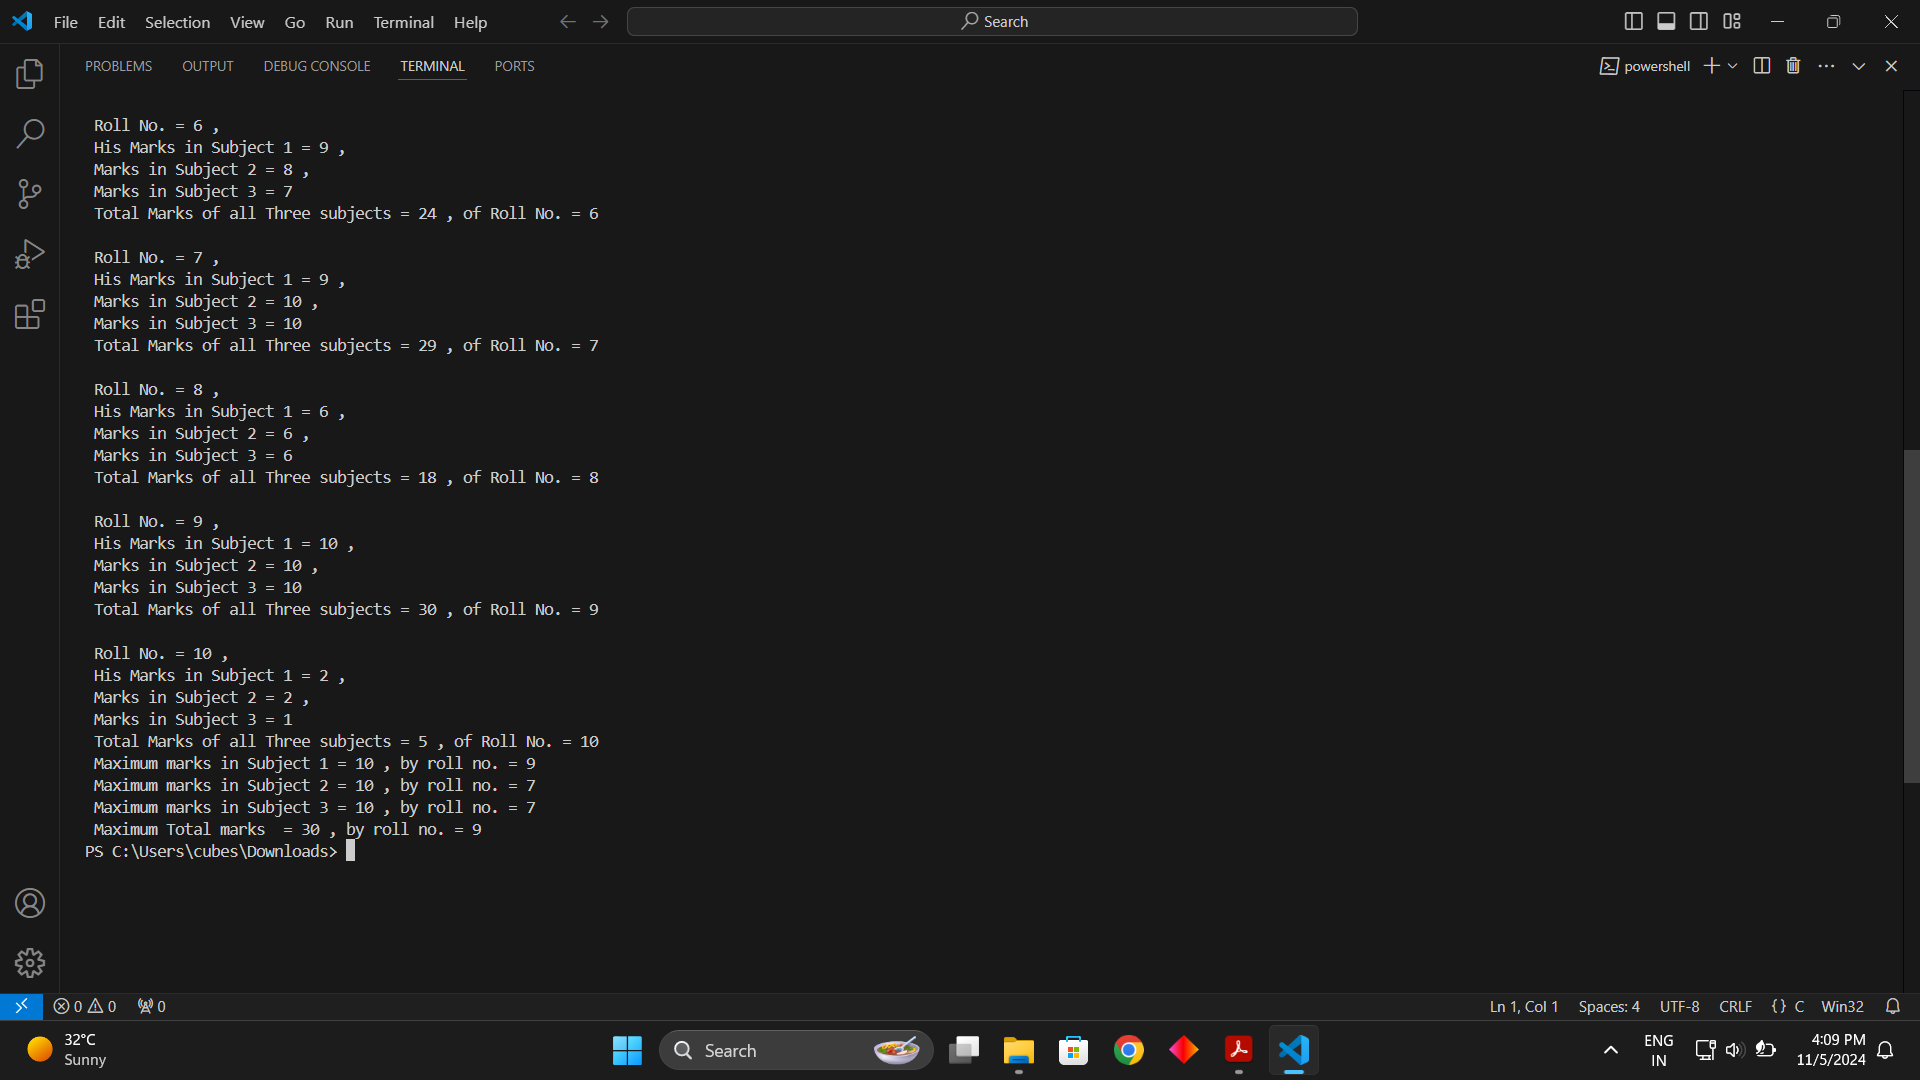 File Edit Selection View Go Run Terminal Help
Search
PROBLEMS OUTPUT DEBUG CONSOLE TERMINAL PORTS
powershell
Roll No. = 6 ,
His Marks in Subject 1 = 9 ,
Marks in Subject 2 = 8 ,
Marks in Subject 3 = 7
Total Marks of all Three subjects = 24 , of Roll No. = 6
Roll No. = 7 ,
His Marks in Subject 1 = 9 ,
Marks in Subject 2 = 10 ,
Marks in Subject 3 = 10
Total Marks of all Three subjects = 29 , of Roll No. = 7
Roll No. = 8 ,
His Marks in Subject 1 = 6 ,
Marks in Subject 2 = 6 ,
Marks in Subject 3 = 6
Total Marks of all Three subjects = 18 , of Roll No. = 8
Roll No. = 9 ,
His Marks in Subject 1 = 10 ,
Marks in Subject 2 = 10 ,
Marks in Subject 3 = 10
Total Marks of all Three subjects = 30 , of Roll No. = 9
Roll No. = 10 ,
His Marks in Subject 1 = 2 ,
Marks in Subject 2 = 2 ,
Marks in Subject 3 = 1
Total Marks of all Three subjects = 5 , of Roll No. = 10
Maximum marks in Subject 1 = 10 , by roll no. = 9
Maximum marks in Subject 2 = 10 , by roll no. = 7
Maximum marks in Subject 3 = 10 , by roll no. = 7
Maximum Total marks  = 30 , by roll no. = 9
PS C:\Users\cubes\Downloads>
0 0 0
Ln 1, Col 1 Spaces: 4 UTF-8 CRLF {} C Win32
32°C
Sunny
Search
ENG
IN
4:09 PM
11/5/2024